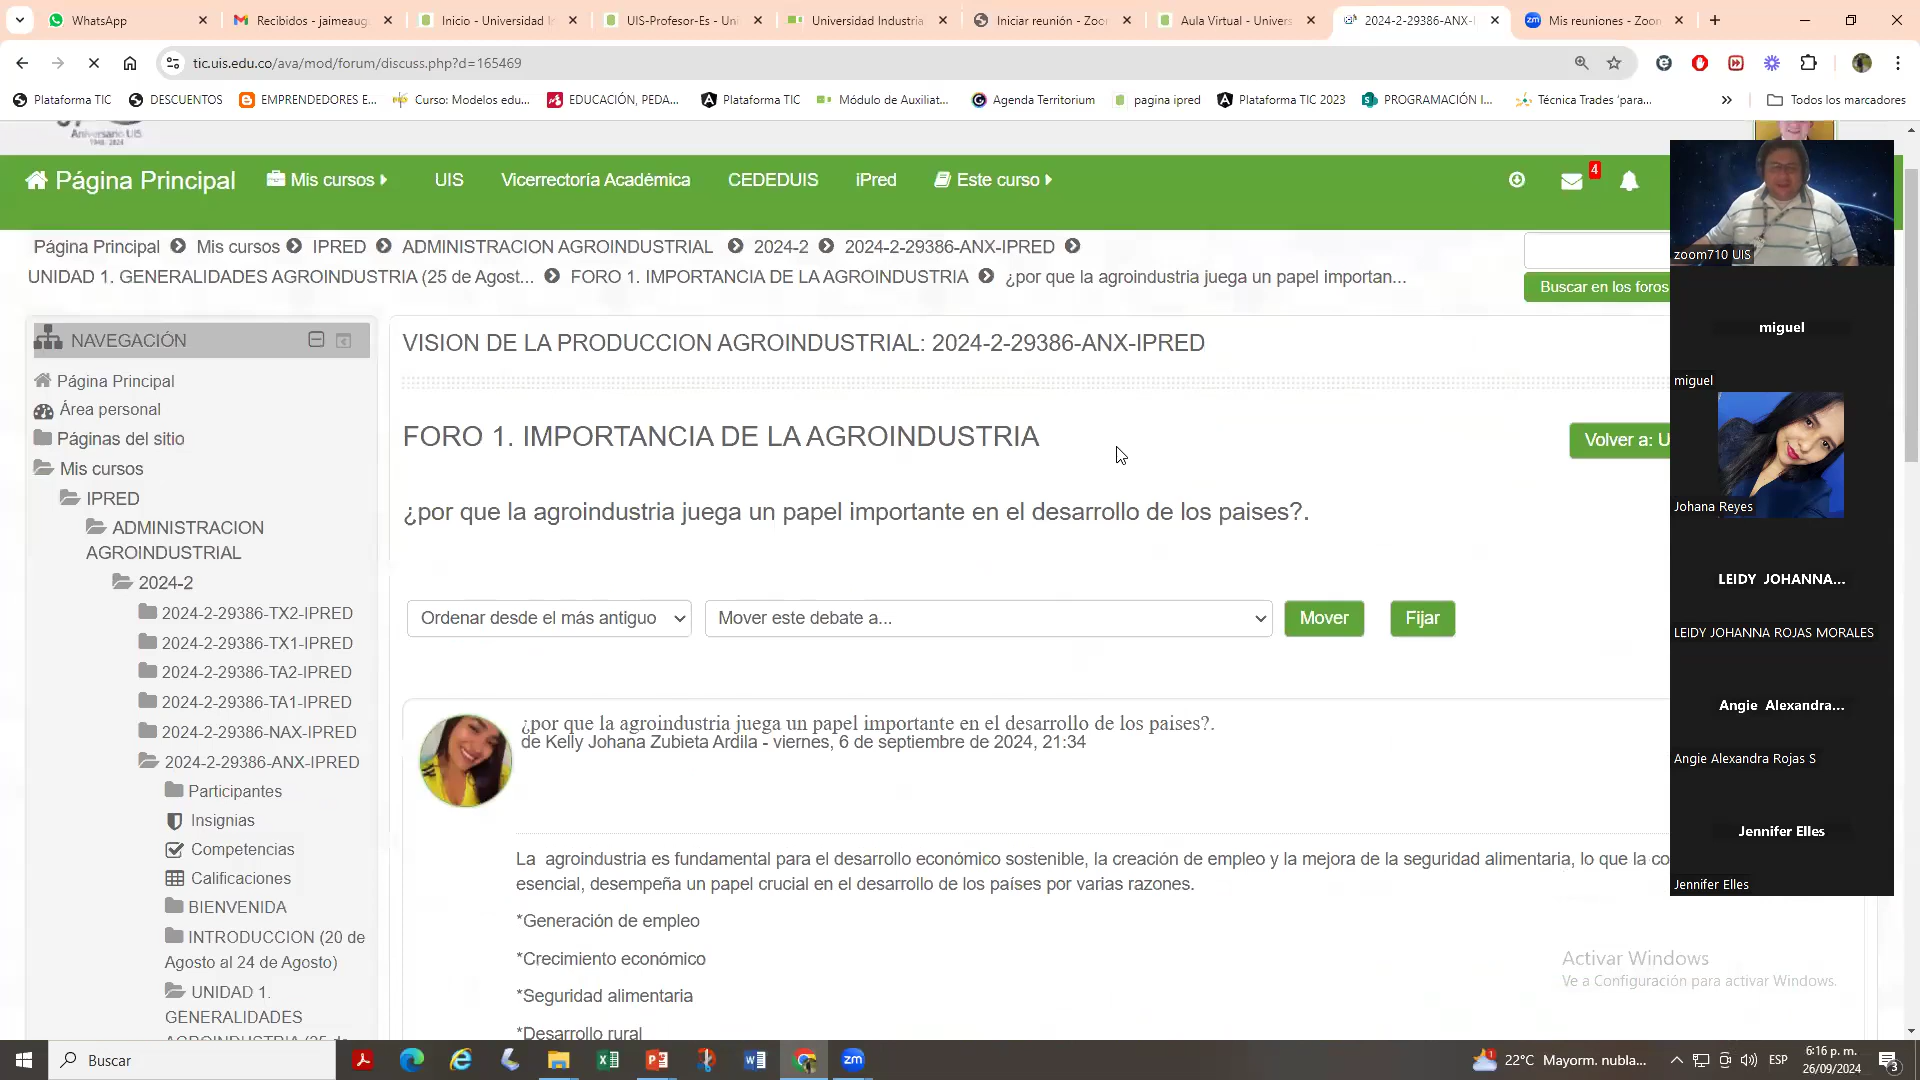 WhatsApp
Recibidos - jaimeaug
Inicio - Universidad In
UIS-Profesor-Es - Uni
Universidad Industria
Iniciar reunión - Zoo
Aula Virtual - Univers
2024-2-29386-ANX-I
Mis reuniones - Zoom
tic.uis.edu.co/ava/mod/forum/discuss.php?d=165469
Plataforma TIC
DESCUENTOS
EMPRENDEDORES E...
Curso: Modelos edu...
EDUCACIÓN, PEDA...
Plataforma TIC
Módulo de Auxiliat...
Agenda Territorium
pagina ipred
Plataforma TIC 2023
PROGRAMACIÓN I...
Técnica Trades 'para...
Todos los marcadores
Aniversario UIS
Página Principal
Mis cursos
UIS
Vicerrectoría Académica
CEDEDUIS
iPred
Este curso
4
Página Principal
Mis cursos
IPRED
ADMINISTRACION AGROINDUSTRIAL
2024-2
2024-2-29386-ANX-IPRED
UNIDAD 1. GENERALIDADES AGROINDUSTRIA (25 de Agost...
FORO 1. IMPORTANCIA DE LA AGROINDUSTRIA
¿por que la agroindustria juega un papel importan...
Buscar en los foros
NAVEGACIÓN
Página Principal
Área personal
Páginas del sitio
Mis cursos
IPRED
ADMINISTRACION
AGROINDUSTRIAL
2024-2
2024-2-29386-TX2-IPRED
2024-2-29386-TX1-IPRED
2024-2-29386-TA2-IPRED
2024-2-29386-TA1-IPRED
2024-2-29386-NAX-IPRED
2024-2-29386-ANX-IPRED
Participantes
Insignias
Competencias
Calificaciones
BIENVENIDA
INTRODUCCION (20 de
Agosto al 24 de Agosto)
UNIDAD 1.
GENERALIDADES
VISION DE LA PRODUCCION AGROINDUSTRIAL: 2024-2-29386-ANX-IPRED
FORO 1. IMPORTANCIA DE LA AGROINDUSTRIA
Volver a: U
¿por que la agroindustria juega un papel importante en el desarrollo de los paises?.
Ordenar desde el más antiguo
Mover este debate a...
Mover
Fijar
¿por que la agroindustria juega un papel importante en el desarrollo de los paises?.
de Kelly Johana Zubieta Ardila - viernes, 6 de septiembre de 2024, 21:34
La agroindustria es fundamental para el desarrollo económico sostenible, la creación de empleo y la mejora de la seguridad alimentaria, lo que la co
esencial, desempeña un papel crucial en el desarrollo de los países por varias razones.
*Generación de empleo
*Crecimiento económico
*Seguridad alimentaria
*Desarrollo rural
zoom710 UIS
miguel
miguel
Johana Reyes
LEIDY JOHANNA...
LEIDY JOHANNA ROJAS MORALES
Angie Alexandra...
Angie Alexandra Rojas S
Jennifer Elles
Jennifer Elles
Activar Windows
Ve a Configuración para activar Windows.
Buscar
22°C Mayorm. nubla...
ESP
6:16 p. m.
26/09/2024
3